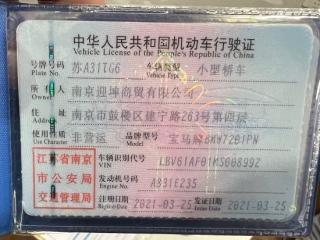 中华人民共和国机动车行驶证
Vehicle License of the People's Republic of China
号牌号码 苏A31TG6 车辆类型 小型轿车
Plate No. Vehicle Type
所有人 南京迎坤商贸有限公司
Owner
住址 南京市鼓楼区建宁路263号第四层
Address
使用性质 非营运 品牌型号 宝马牌BMW72BIPN
Use Character Model
江苏省南京
市公安局
交通管理局
车辆识别代号 LBV61AF01MS008992
VIN
发动机号码 A931E235
Engine No.
注册日期 2021-03-25 发证日期 2021-03-25
Register Date Issue Date